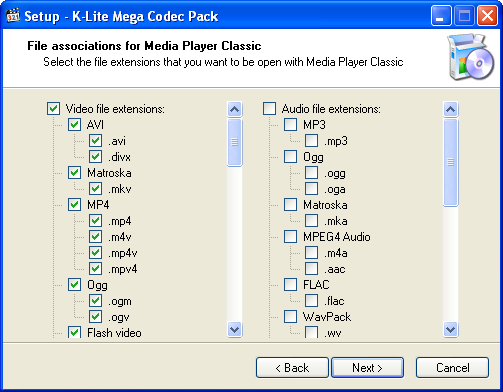 Setup - K-Lite Mega Codec Pack
File associations for Media Player Classic
Select the file extensions that you want to be open with Media Player Classic
Video file extensions:
AVI
.avi
.divx
Matroska
.mkv
MP4
.mp4
.m4v
.mp4v
.mpv4
Ogg
.ogm
.ogv
Flash video
Audio file extensions:
MP3
.mp3
Ogg
.ogg
.oga
Matroska
.mka
MPEG4 Audio
.m4a
.aac
FLAC
.flac
WavPack
.wv
< Back
Next >
Cancel